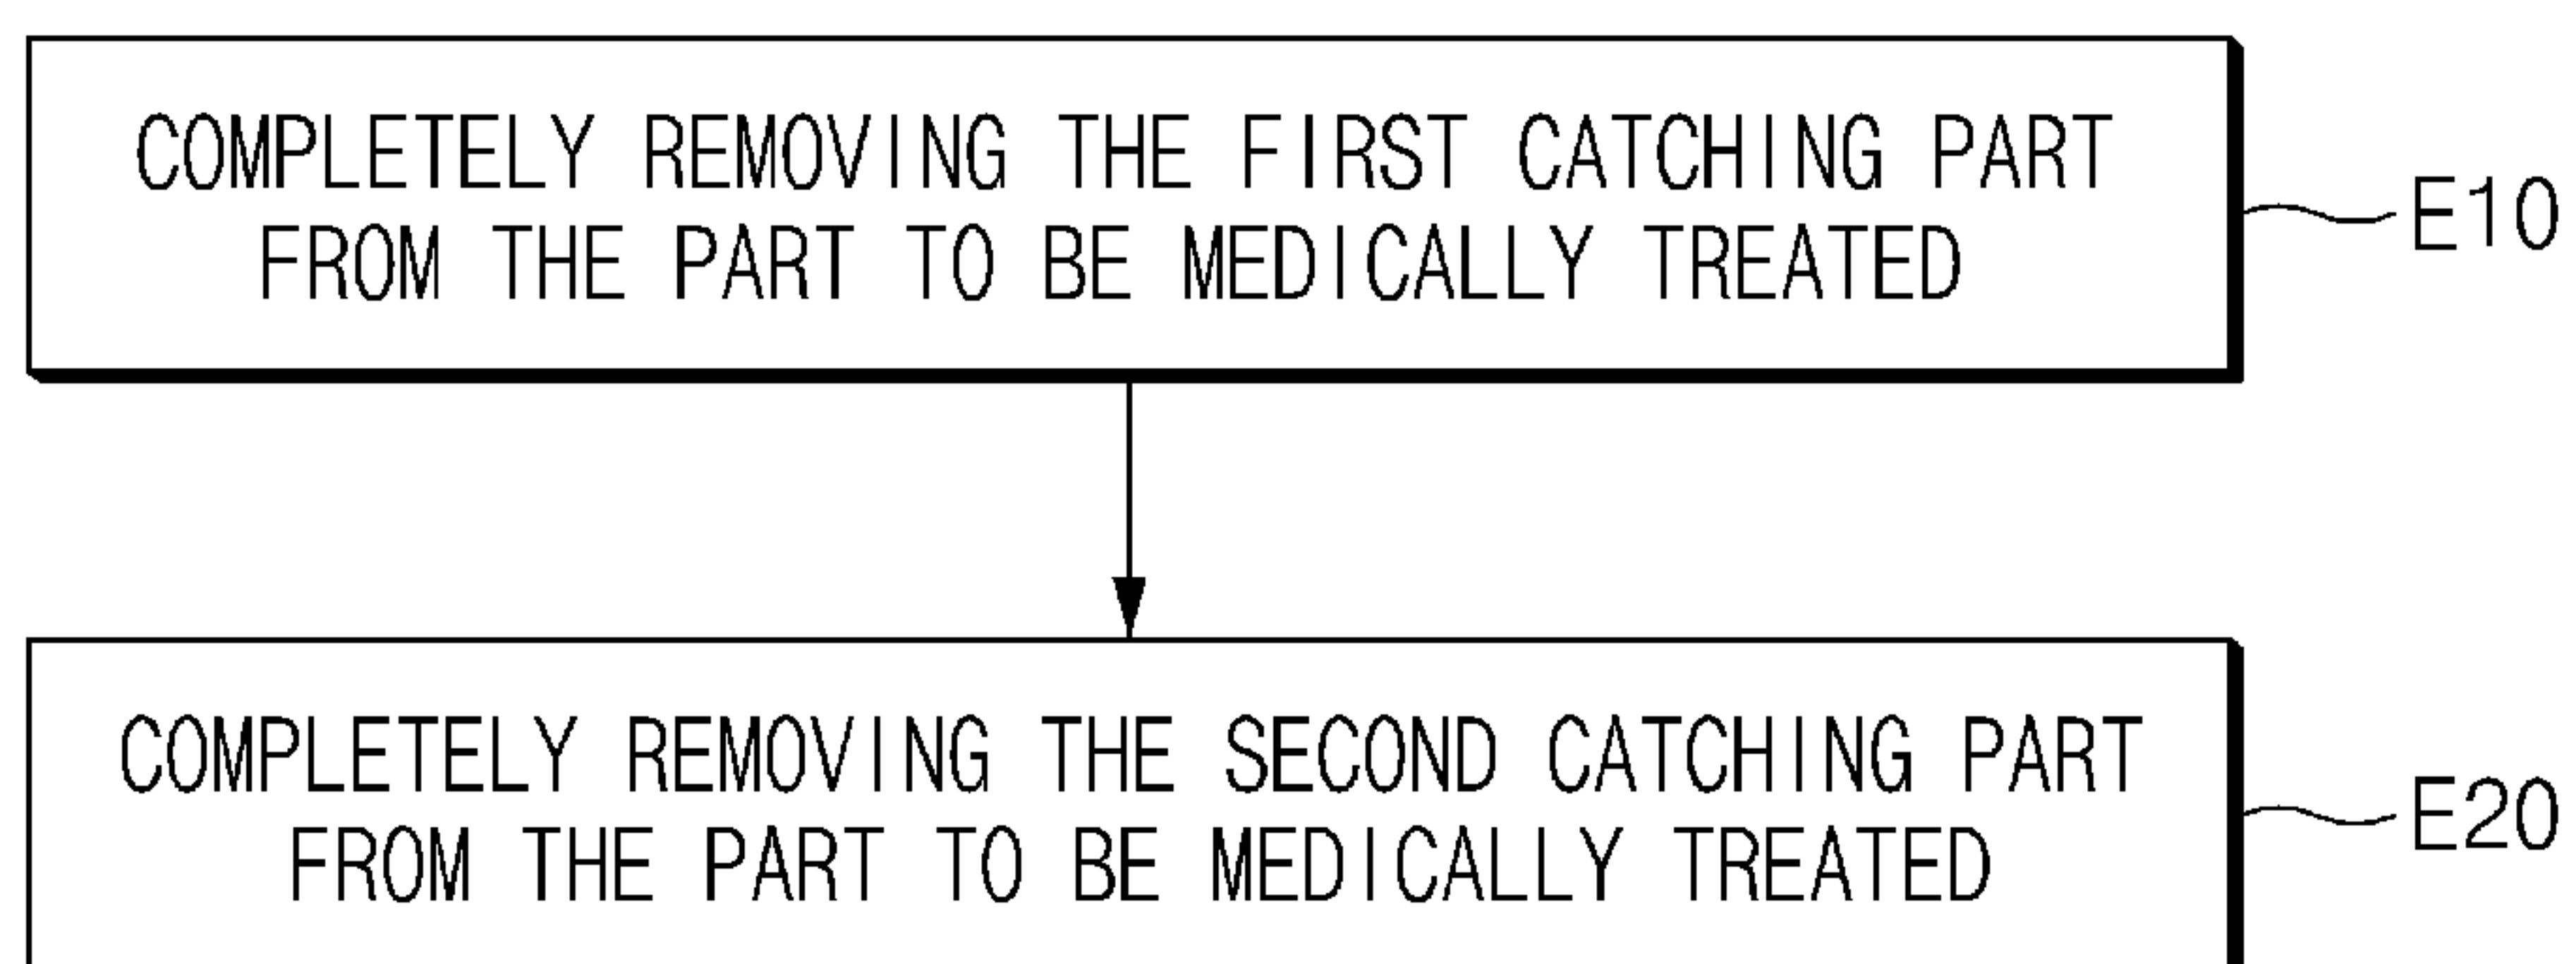 COMPLETELY REMOVING THE FIRST CATCHING PART
FROM THE PART TO BE MEDICALLY TREATED
E10
COMPLETELY REMOVING THE SECOND CATCHING PART
FROM THE PART TO BE MEDICALLY TREATED
E20